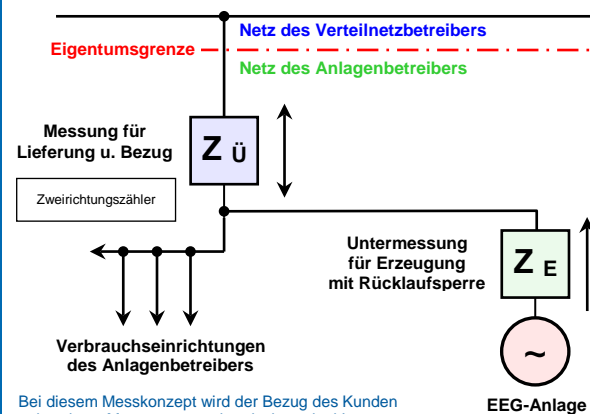 Netz des Verteilnetzbetreibers
Eigentumsgrenze
Netz des Anlagenbetreibers
Messung für
Lieferung u. Bezug
Z Ü
Zweirichtungszähler
Untermessung
für Erzeugung
mit Rücklaufsperre
Z E
~
Verbrauchseinrichtungen
des Anlagenbetreibers
EEG-Anlage
Bei diesem Messkonzept wird der Bezug des Kunden